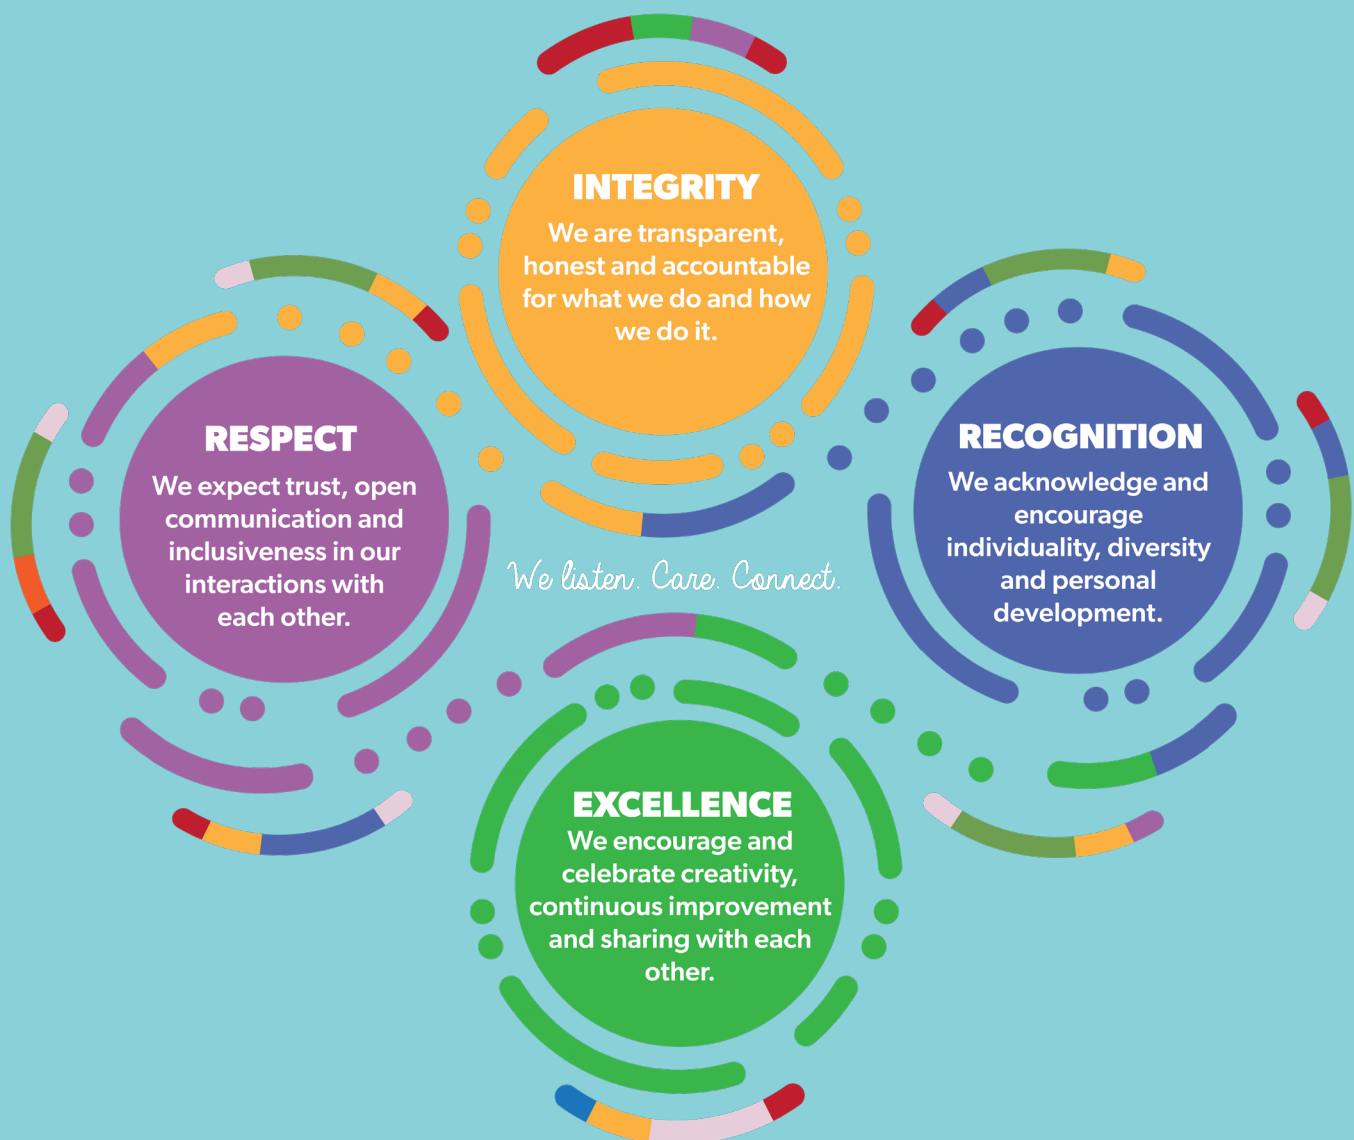 INTEGRITY
We are transparent,
honest and accountable
for what we do and how
we do it.
RESPECT
We expect trust, open
communication and
inclusiveness in our
interactions with
each other.
RECOGNITION
We acknowledge and
encourage
individuality, diversity
and personal
development.
We listen. Care. Connect.
EXCELLENCE
We encourage and
celebrate creativity,
continuous improvement
and sharing with each
other.